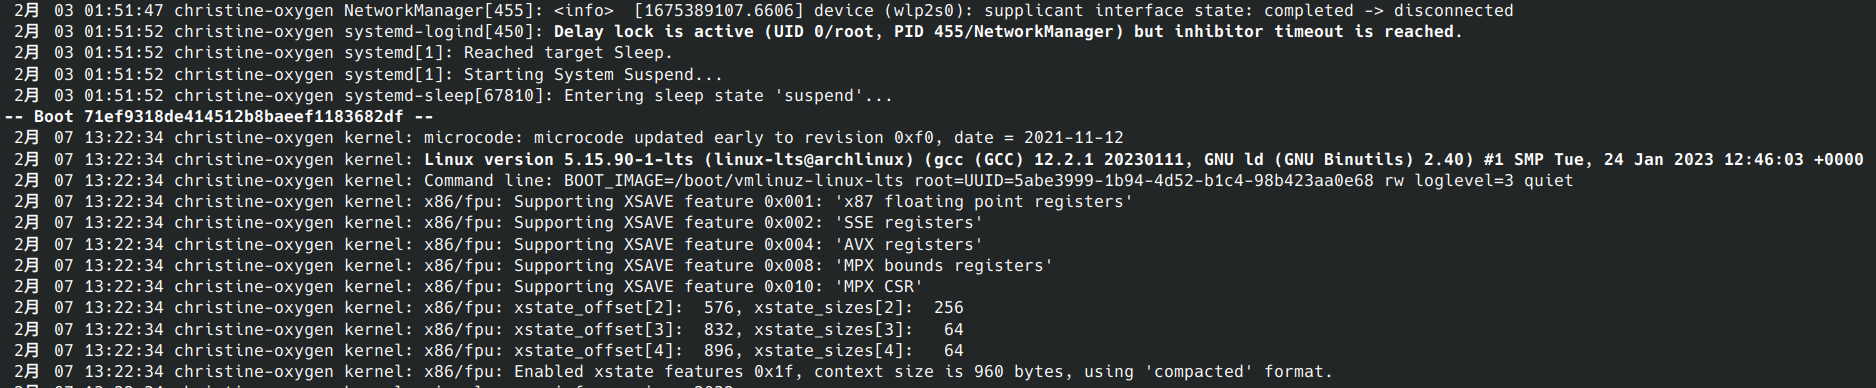 2月 03 01:51:47 christine-oxygen NetworkManager[455]: <info>  [1675389107.6606] device (wlp2s0): supplicant interface state: completed -> disconnected
2月 03 01:51:52 christine-oxygen systemd-logind[450]: Delay lock is active (UID 0/root, PID 455/NetworkManager) but inhibitor timeout is reached.
2月 03 01:51:52 christine-oxygen systemd[1]: Reached target Sleep.
2月 03 01:51:52 christine-oxygen systemd[1]: Starting System Suspend...
2月 03 01:51:52 christine-oxygen systemd-sleep[67810]: Entering sleep state 'suspend'...
-- Boot 71ef9318de414512b8baeef1183682df --
2月 07 13:22:34 christine-oxygen kernel: microcode: microcode updated early to revision 0xf0, date = 2021-11-12
2月 07 13:22:34 christine-oxygen kernel: Linux version 5.15.90-1-lts (linux-lts@archlinux) (gcc (GCC) 12.2.1 20230111, GNU ld (GNU Binutils) 2.40) #1 SMP Tue, 24 Jan 2023 12:46:03 +0000
2月 07 13:22:34 christine-oxygen kernel: Command line: BOOT_IMAGE=/boot/vmlinuz-linux-lts root=UUID=5abe3999-1b94-4d52-b1c4-98b423aa0e68 rw loglevel=3 quiet
2月 07 13:22:34 christine-oxygen kernel: x86/fpu: Supporting XSAVE feature 0x001: 'x87 floating point registers'
2月 07 13:22:34 christine-oxygen kernel: x86/fpu: Supporting XSAVE feature 0x002: 'SSE registers'
2月 07 13:22:34 christine-oxygen kernel: x86/fpu: Supporting XSAVE feature 0x004: 'AVX registers'
2月 07 13:22:34 christine-oxygen kernel: x86/fpu: Supporting XSAVE feature 0x008: 'MPX bounds registers'
2月 07 13:22:34 christine-oxygen kernel: x86/fpu: Supporting XSAVE feature 0x010: 'MPX CSR'
2月 07 13:22:34 christine-oxygen kernel: x86/fpu: xstate_offset[2]:  576, xstate_sizes[2]:  256
2月 07 13:22:34 christine-oxygen kernel: x86/fpu: xstate_offset[3]:  832, xstate_sizes[3]:   64
2月 07 13:22:34 christine-oxygen kernel: x86/fpu: xstate_offset[4]:  896, xstate_sizes[4]:   64
2月 07 13:22:34 christine-oxygen kernel: x86/fpu: Enabled xstate features 0x1f, context size is 960 bytes, using 'compacted' format.